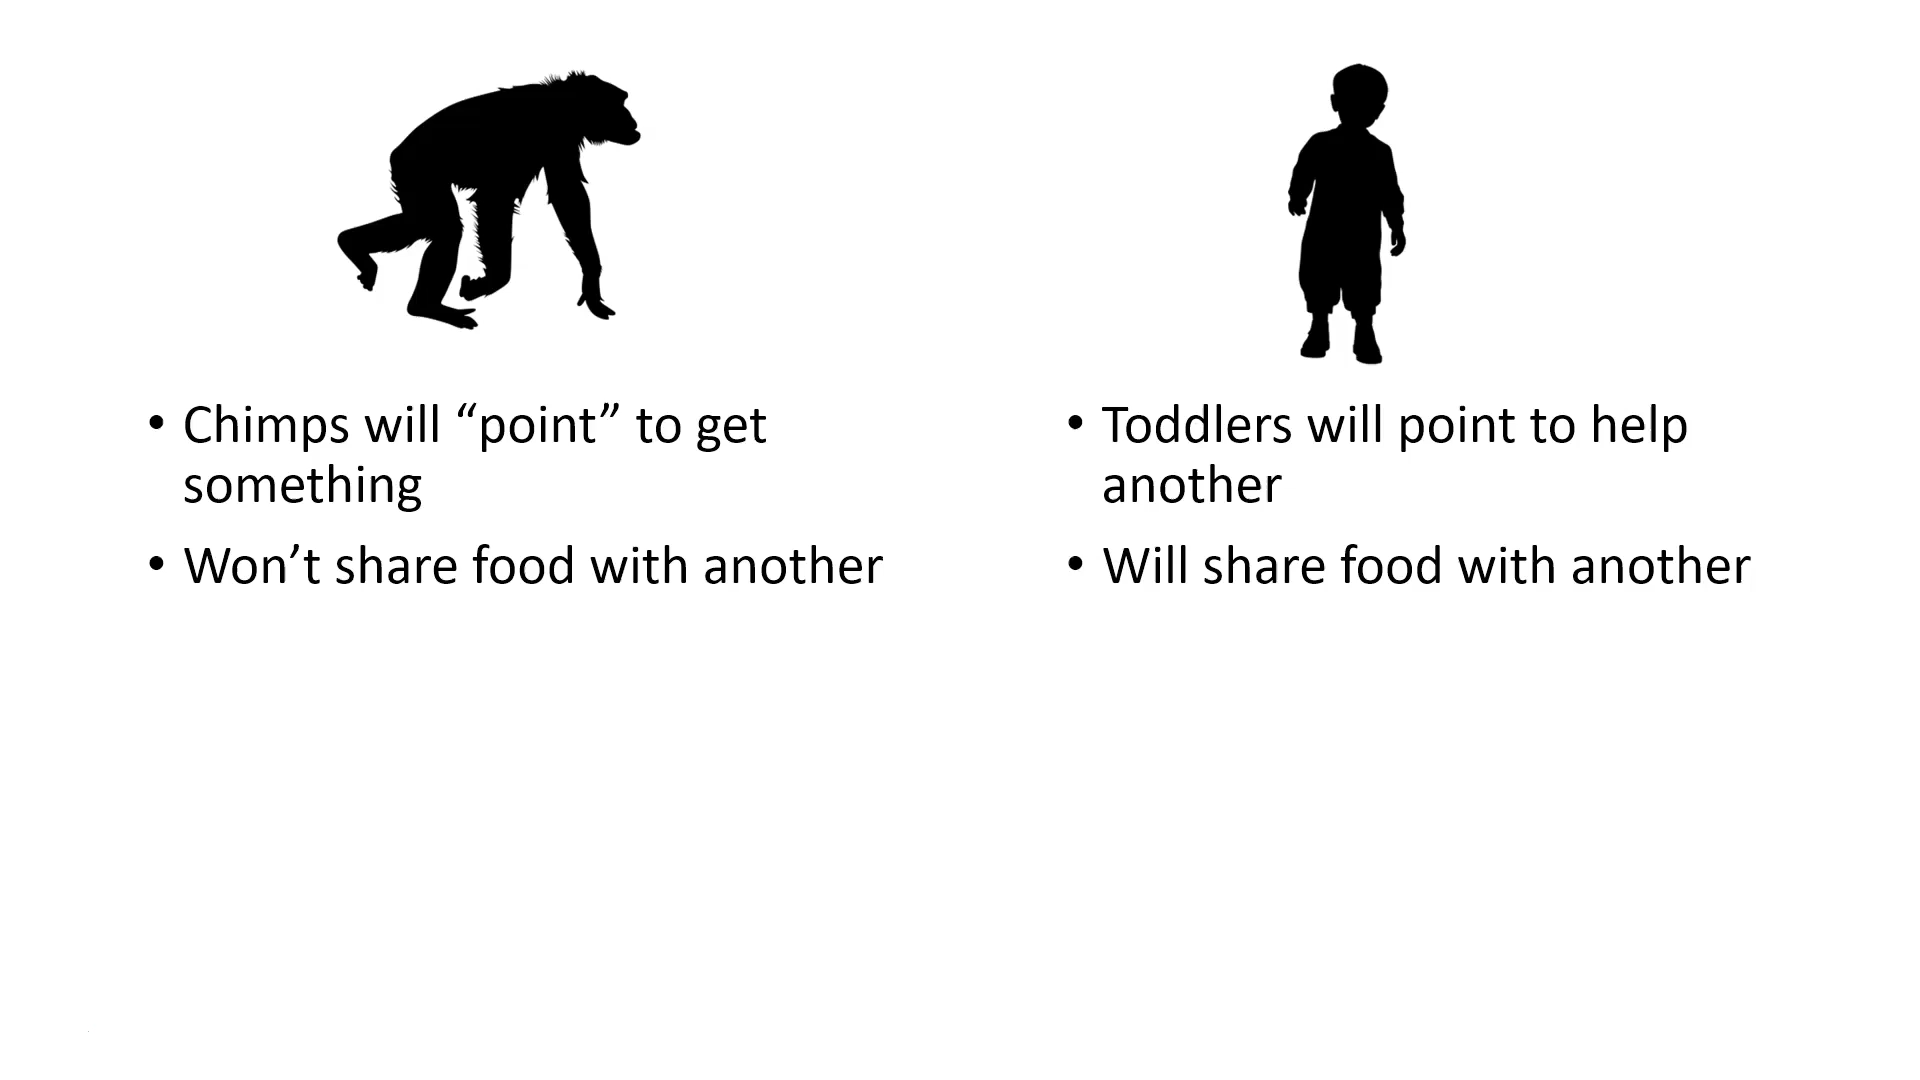 • Chimps will “point” to get
something
• Won’t share food with another
• Toddlers will point to help
another
• Will share food with another